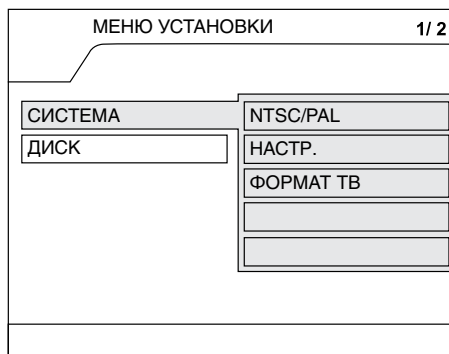 МЕНЮ УСТАНОВКИ 1/ 2
СИСТЕМА NTSC/PAL
ДИСК НАСТР.
ФОРМАТ ТВ